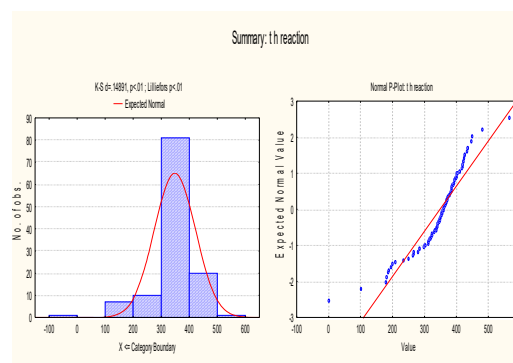 Summary: t h reaction
K-S d=.14891, p<.01 ; Lilliefors p<.01
Expected Normal
90
80
70
60
50
40
30
20
10
0
No. of obs.
-100 0 100 200 300 400 500 600
X <= Category Boundary
Normal P-Plot: t h reaction
3
2
1
0
-1
-2
-3
Expected Normal Value
-100 0 100 200 300 400 500
Value